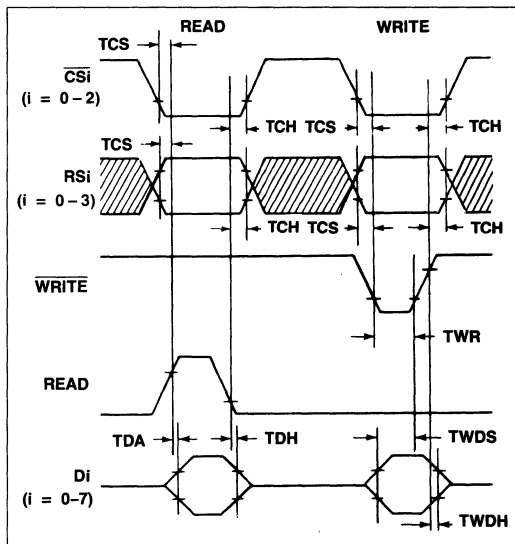 READ WRITE
TCS
CSi
(i = 0–2)
TCH TCS TCH
TCS
RSi
(i = 0–3)
TCH TCS TCH
WRITE
TWR
READ
TDA TDH TWDS
Di
(i = 0–7)
TWDH